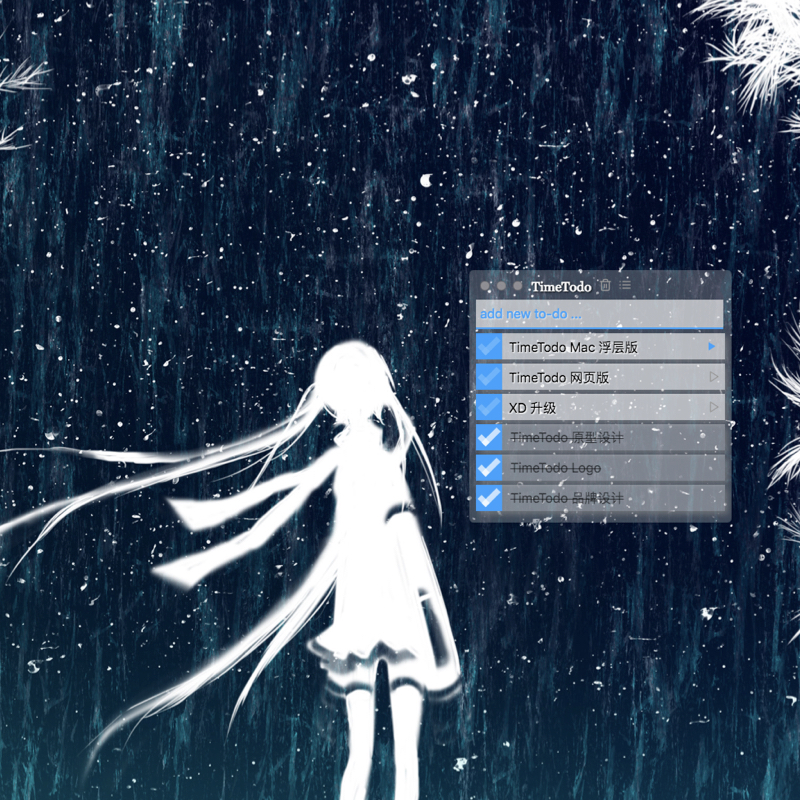 TimeTodo
add new to-do ...
TimeTodo Mac 浮层版
TimeTodo 网页版
XD 升级
TimeTodo 原型设计
TimeTodo Logo
TimeTodo 品牌设计